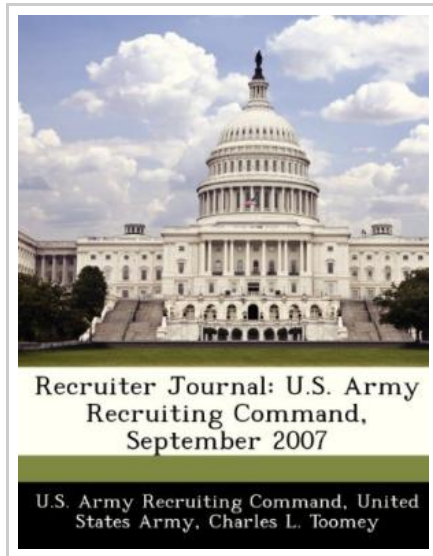 Recruiter Journal: U.S. Army
Recruiting Command,
September 2007
U.S. Army Recruiting Command, United
States Army, Charles L. Toomey